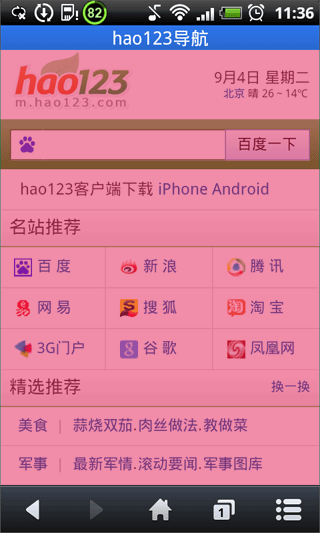 82 11:36
hao123导航
hao123
m.hao123.com
9月4日 星期二
北京 晴 26 ~ 14℃
百度一下
hao123客户端下载 iPhone Android
名站推荐
百度 新浪 腾讯
网易 搜狐 淘宝
3G门户 谷歌 凤凰网
精选推荐 换一换
美食 | 蒜烧双茄.肉丝做法.教做菜
军事 | 最新军情.滚动要闻.军事图库
1